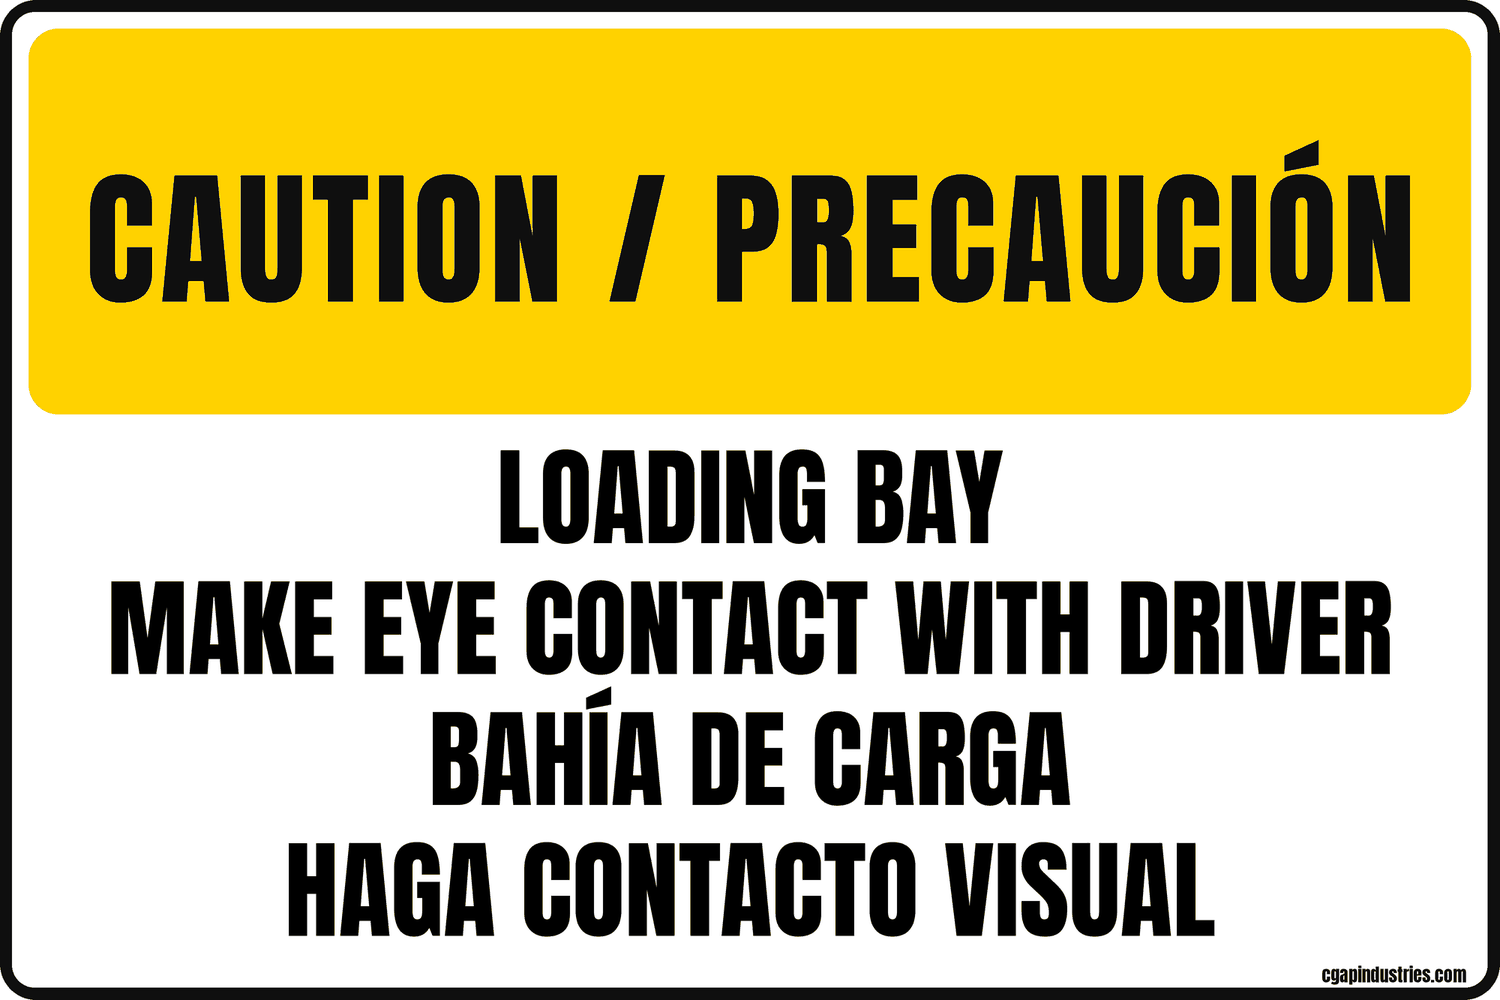 CAUTION / PRECAUCIÓN
LOADING BAY
MAKE EYE CONTACT WITH DRIVER
BAHÍA DE CARGA
HAGA CONTACTO VISUAL
cgapindustries.com